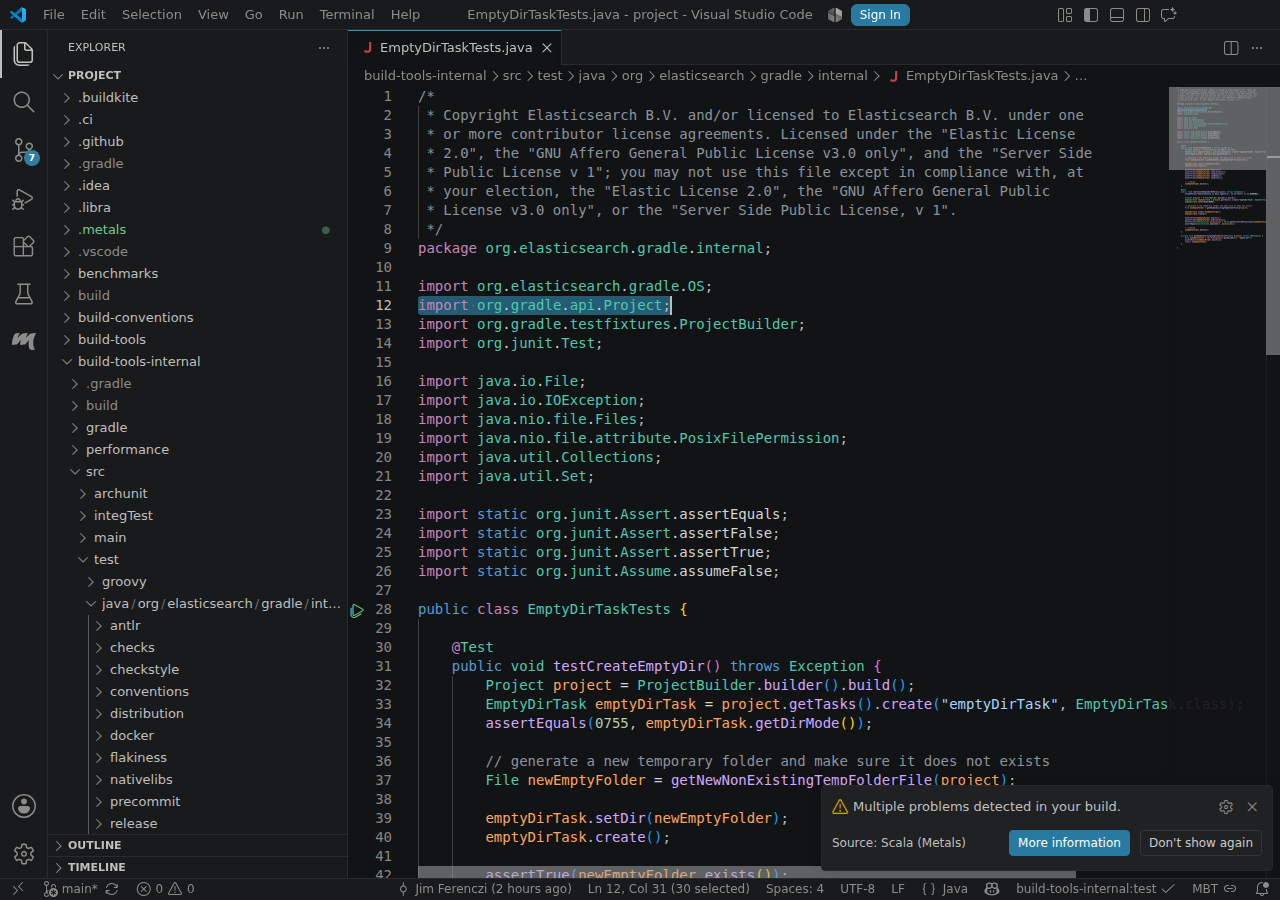 File Edit Selection View Go Run Terminal Help EmptyDirTaskTests.java - project - Visual Studio Code Sign In
EXPLORER
PROJECT
.buildkite
.ci
.github
.gradle
.idea
.libra
.metals
.vscode
benchmarks
build
build-conventions
build-tools
build-tools-internal
.gradle
build
gradle
performance
src
archunit
integTest
main
test
groovy
java/org/elasticsearch/gradle/int...
antlr
checks
checkstyle
conventions
distribution
docker
flakiness
nativelibs
precommit
release
OUTLINE
TIMELINE
7
EmptyDirTaskTests.java
build-tools-internal > src > test > java > org > elasticsearch > gradle > internal > EmptyDirTaskTests.java > ...
1 /*
2 * Copyright Elasticsearch B.V. and/or licensed to Elasticsearch B.V. under one
3 * or more contributor license agreements. Licensed under the "Elastic License
4 * 2.0", the "GNU Affero General Public License v3.0 only", and the "Server Side
5 * Public License v 1"; you may not use this file except in compliance with, at
6 * your election, the "Elastic License 2.0", the "GNU Affero General Public
7 * License v3.0 only", or the "Server Side Public License, v 1".
8 */
9 package org.elasticsearch.gradle.internal;
10
11 import org.elasticsearch.gradle.OS;
12 import org.gradle.api.Project;
13 import org.gradle.testfixtures.ProjectBuilder;
14 import org.junit.Test;
15
16 import java.io.File;
17 import java.io.IOException;
18 import java.nio.file.Files;
19 import java.nio.file.attribute.PosixFilePermission;
20 import java.util.Collections;
21 import java.util.Set;
22
23 import static org.junit.Assert.assertEquals;
24 import static org.junit.Assert.assertFalse;
25 import static org.junit.Assert.assertTrue;
26 import static org.junit.Assume.assumeFalse;
27
28 public class EmptyDirTaskTests {
29
30 @Test
31 public void testCreateEmptyDir() throws Exception {
32 Project project = ProjectBuilder.builder().build();
33 EmptyDirTask emptyDirTask = project.getTasks().create("emptyDirTask", EmptyDirTask.class);
34 assertEquals(0755, emptyDirTask.getDirMode());
35
36 // generate a new temporary folder and make sure it does not exists
37 File newEmptyFolder = getNewNonExistingTempFolderFile(project);
38
39 emptyDirTask.setDir(newEmptyFolder);
40 emptyDirTask.create();
41
42 assertTrue(newEmptyFolder.exists());
Multiple problems detected in your build.
Source: Scala (Metals) More information Don't show again
main* 0 0 Jim Ferenczi (2 hours ago) Ln 12, Col 31 (30 selected) Spaces: 4 UTF-8 LF { } Java build-tools-internal:test MBT